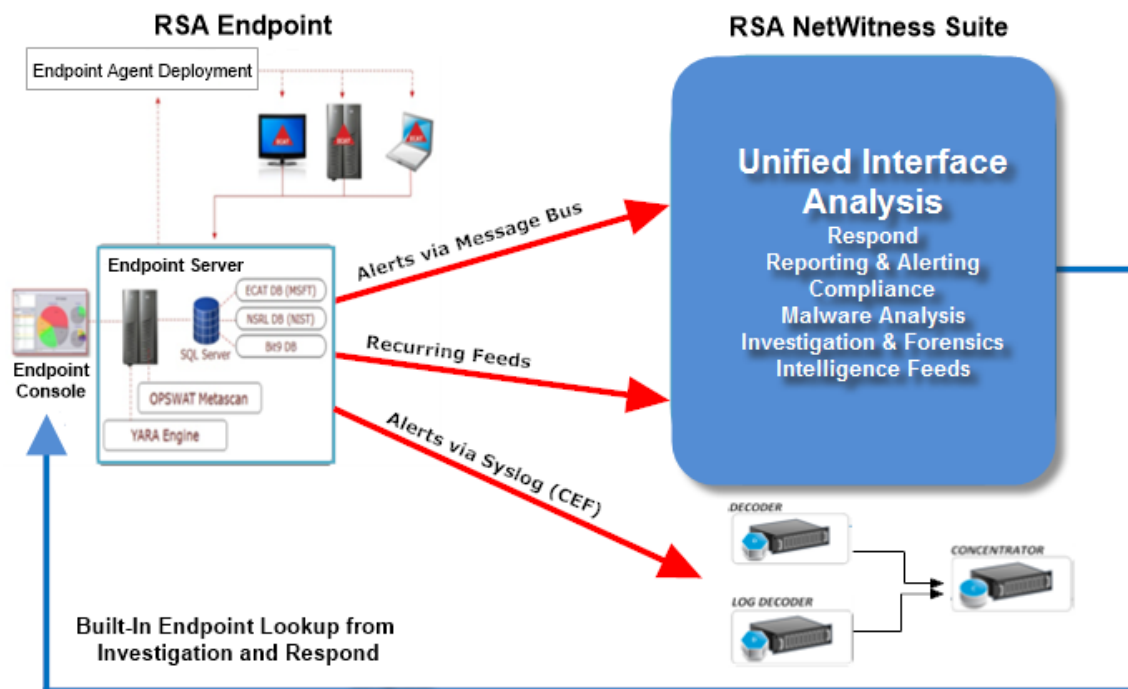 RSA Endpoint
RSA NetWitness Suite
Endpoint Agent Deployment
ECAT
ECAT
ECAT
Endpoint Server
ECAT DB (MSFT)
NSRL DB (NIST)
Bit9 DB
SQL Server
OPSWAT Metascan
YARA Engine
Endpoint
Console
Alerts via Message Bus
Recurring Feeds
Alerts via Syslog (CEF)
Unified Interface
Analysis
Respond
Reporting & Alerting
Compliance
Malware Analysis
Investigation & Forensics
Intelligence Feeds
DECODER
CONCENTRATOR
LOG DECODER
Built-In Endpoint Lookup from
Investigation and Respond